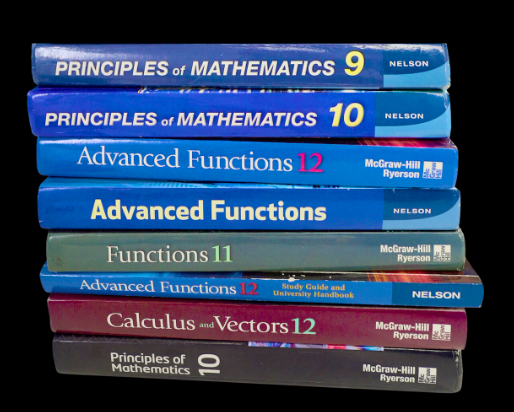 PRINCIPLES of MATHEMATICS 9 NELSON
PRINCIPLES of MATHEMATICS 10 NELSON
Advanced Functions 12 McGraw-Hill
Ryerson
Advanced Functions NELSON
Functions 11 McGraw-Hill
Ryerson
Advanced Functions 12 Study Guide and
University Handbook NELSON
Calculus and Vectors 12 McGraw-Hill
Ryerson
Principles of
Mathematics 10 McGraw-Hill
Ryerson